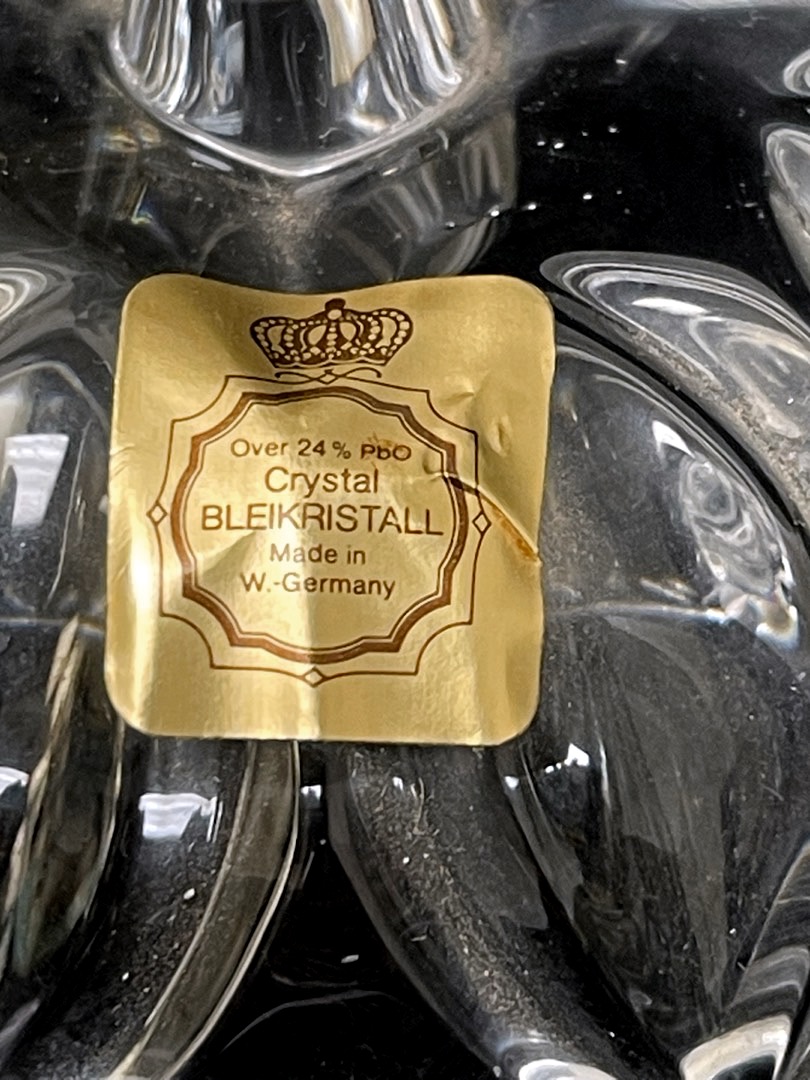 Over 24 % PbO
Crystal
BLEIKRISTALL
Made in
W.-Germany